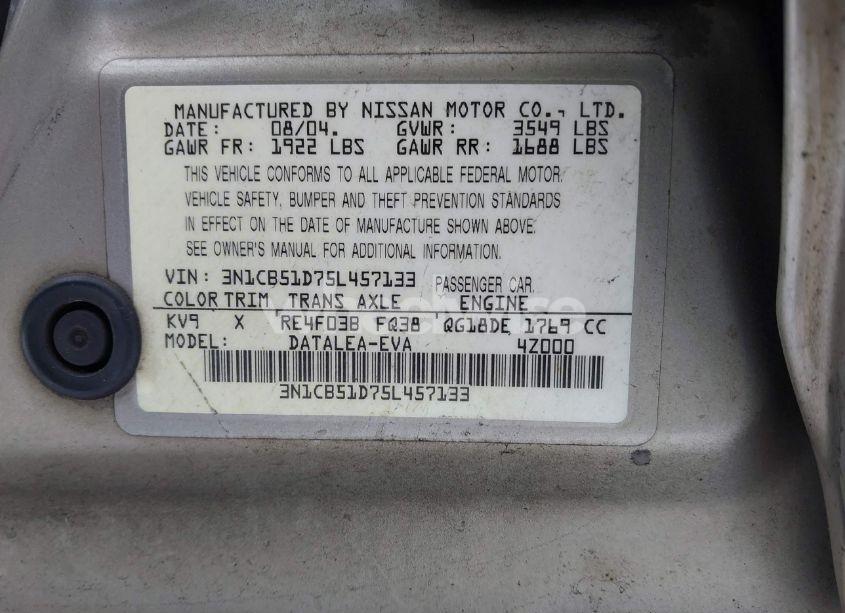 MANUFACTURED BY NISSAN MOTOR CO., LTD.
DATE: 08/04. GVWR: 3549 LBS
GAWR FR: 1922 LBS GAWR RR: 1688 LBS
THIS VEHICLE CONFORMS TO ALL APPLICABLE FEDERAL MOTOR
VEHICLE SAFETY, BUMPER AND THEFT PREVENTION STANDARDS
IN EFFECT ON THE DATE OF MANUFACTURE SHOWN ABOVE.
SEE OWNER'S MANUAL FOR ADDITIONAL INFORMATION.
VIN: 3N1CB51D75L457133 PASSENGER CAR.
COLOR TRIM TRANS AXLE ENGINE
KV9 X RE4F03B FQ38 QG18DE 1769 CC
MODEL: DATALEA-EVA 4Z000
3N1CB51D75L457133